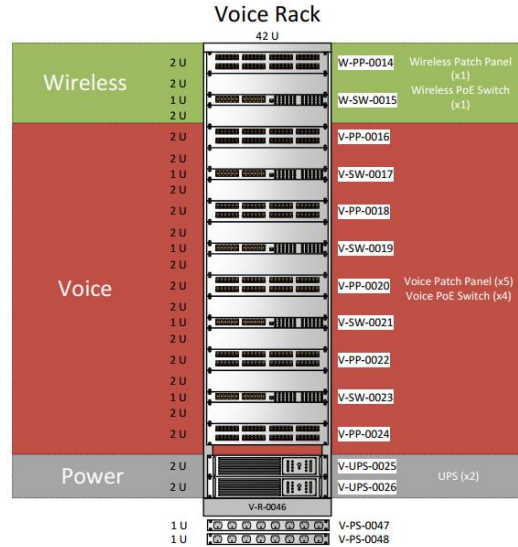 Voice Rack
42 U
Wireless
2 U
W-PP-0014
Wireless Patch Panel
(x1)
Wireless PoE Switch
(x1)
2 U
1 U
W-SW-0015
2 U
Voice
2 U
V-PP-0016
2 U
1 U
V-SW-0017
2 U
2 U
V-PP-0018
2 U
1 U
V-SW-0019
2 U
2 U
V-PP-0020
Voice Patch Panel (x5)
Voice PoE Switch (x4)
2 U
1 U
V-SW-0021
2 U
2 U
V-PP-0022
2 U
1 U
V-SW-0023
2 U
2 U
V-PP-0024
Power
2 U
V-UPS-0025
UPS (x2)
2 U
V-UPS-0026
V-R-0046
1 U
V-PS-0047
1 U
V-PS-0048